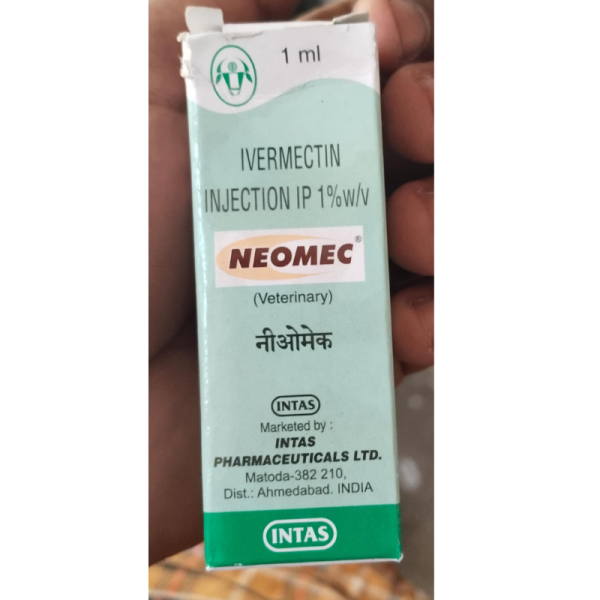 1 ml
IVERMECTIN
INJECTION IP 1%w/v
NEOMEC®
(Veterinary)
नीओमेक
INTAS
Marketed by :
INTAS
PHARMACEUTICALS LTD.
Matoda-382 210,
Dist.: Ahmedabad. INDIA
INTAS